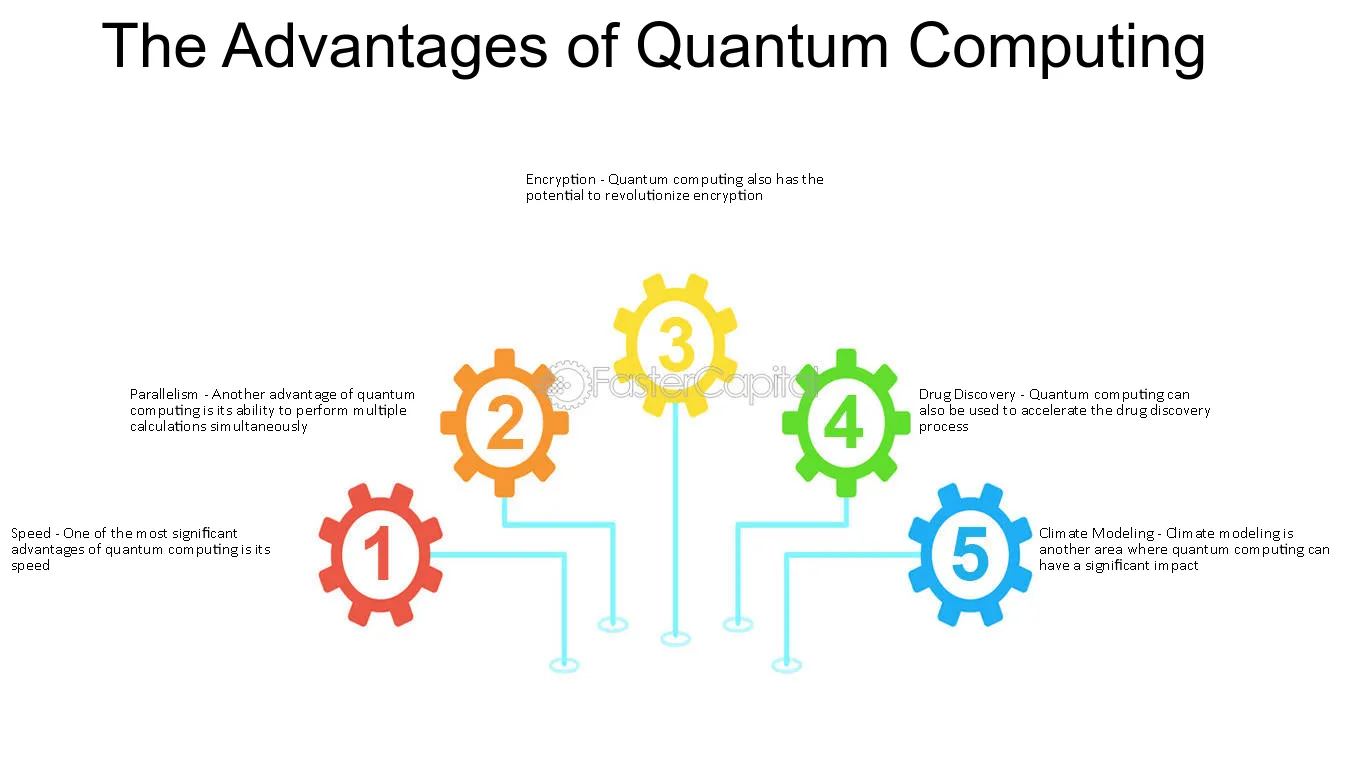 The Advantages of Quantum Computing
Encryption - Quantum computing also has the
potential to revolutionize encryption
3
FasterCapital
Parallelism - Another advantage of quantum
computing is its ability to perform multiple
calculations simultaneously
2
4
Drug Discovery - Quantum computing can
also be used to accelerate the drug discovery
process
Speed - One of the most significant
advantages of quantum computing is its
speed
1
5
Climate Modeling - Climate modeling is
another area where quantum computing can
have a significant impact